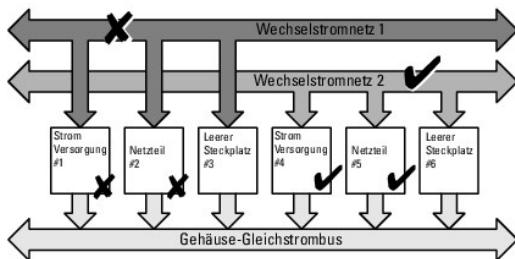 Wechselstromnetz 1
Wechselstromnetz 2
Strom
Versorgung
#1
Netzteil
#2
Leerer
Steckplatz
#3
Strom
Versorgung
#4
Netzteil
#5
Leerer
Steckplatz
#6
Gehäuse-Gleichstrombus